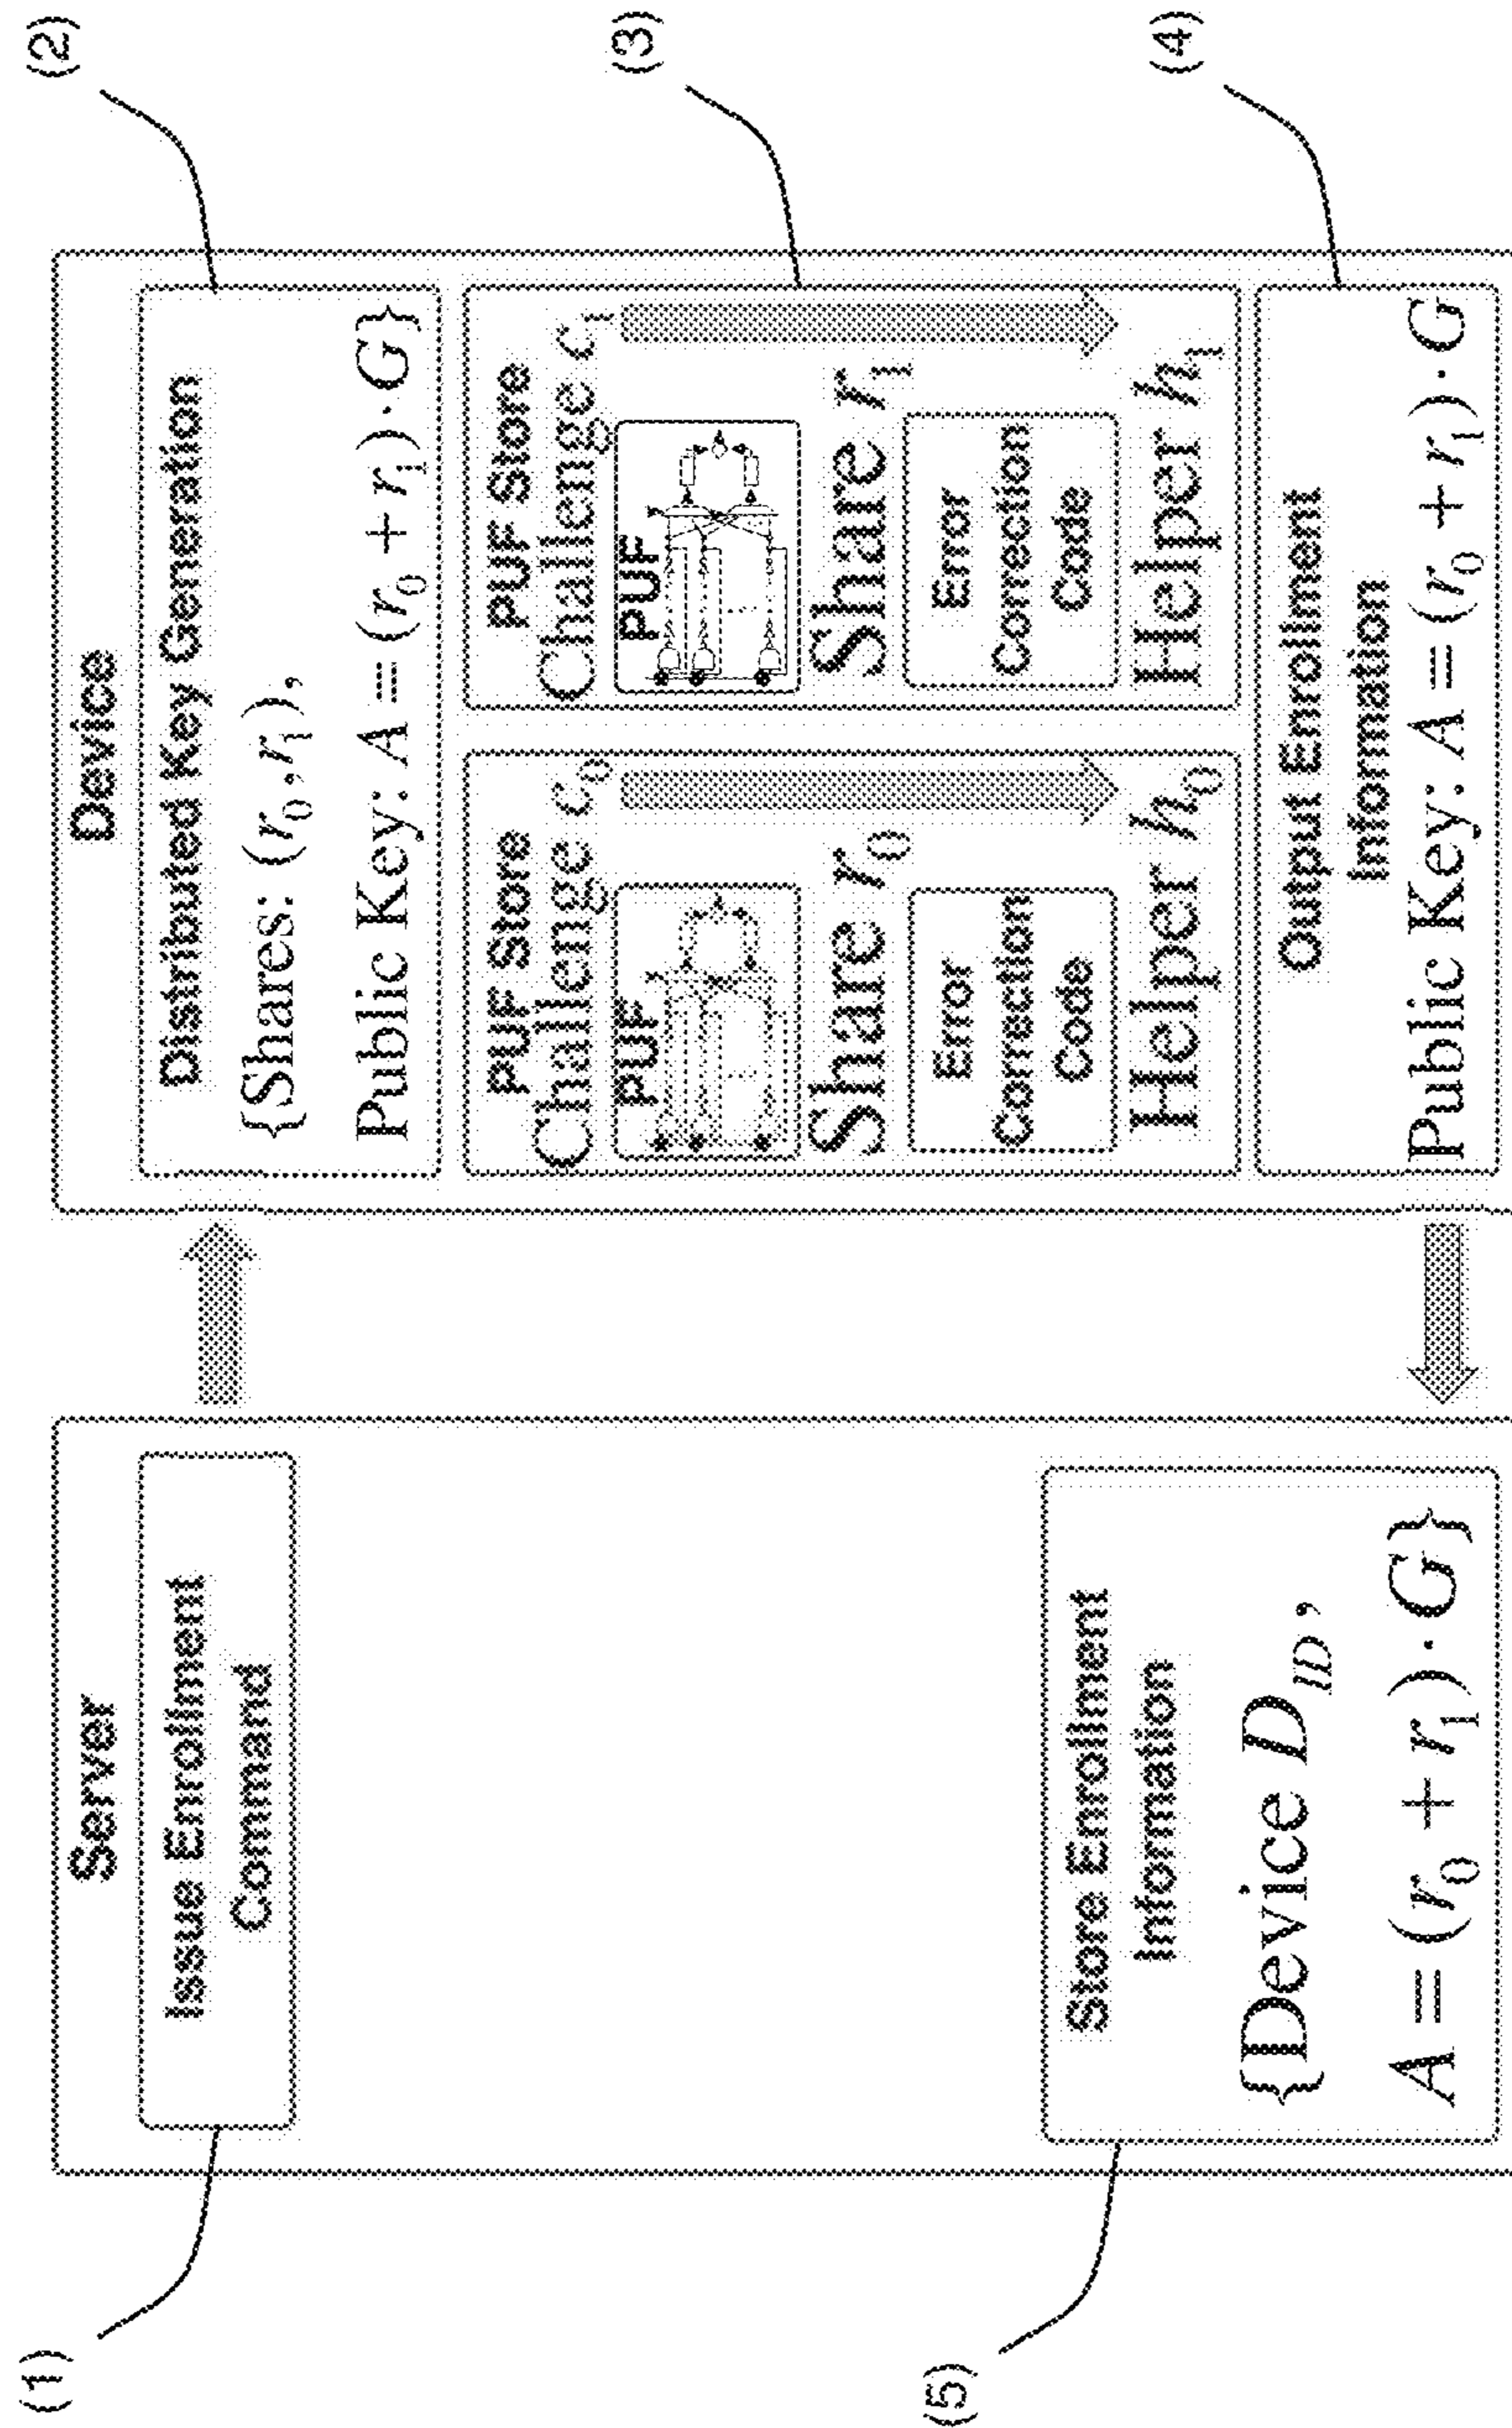 (1)
Server
Issue Enrollment
Command
(2)
Device
Distributed Key Generation
{Shares: (r₀,r₁),
Public Key: A = (r₀ + r₁)·G}
(3)
PUF Store
Challenge c₀
PUF
Share r₀
Error
Correction
Code
Helper h₀
PUF Store
Challenge c₁
PUF
Share r₁
Error
Correction
Code
Helper h₁
(4)
Output Enrollment
Information
Public Key: A = (r₀ + r₁)·G
(5)
Store Enrollment
Information
{Device D_ID,
A = (r₀ + r₁)·G}